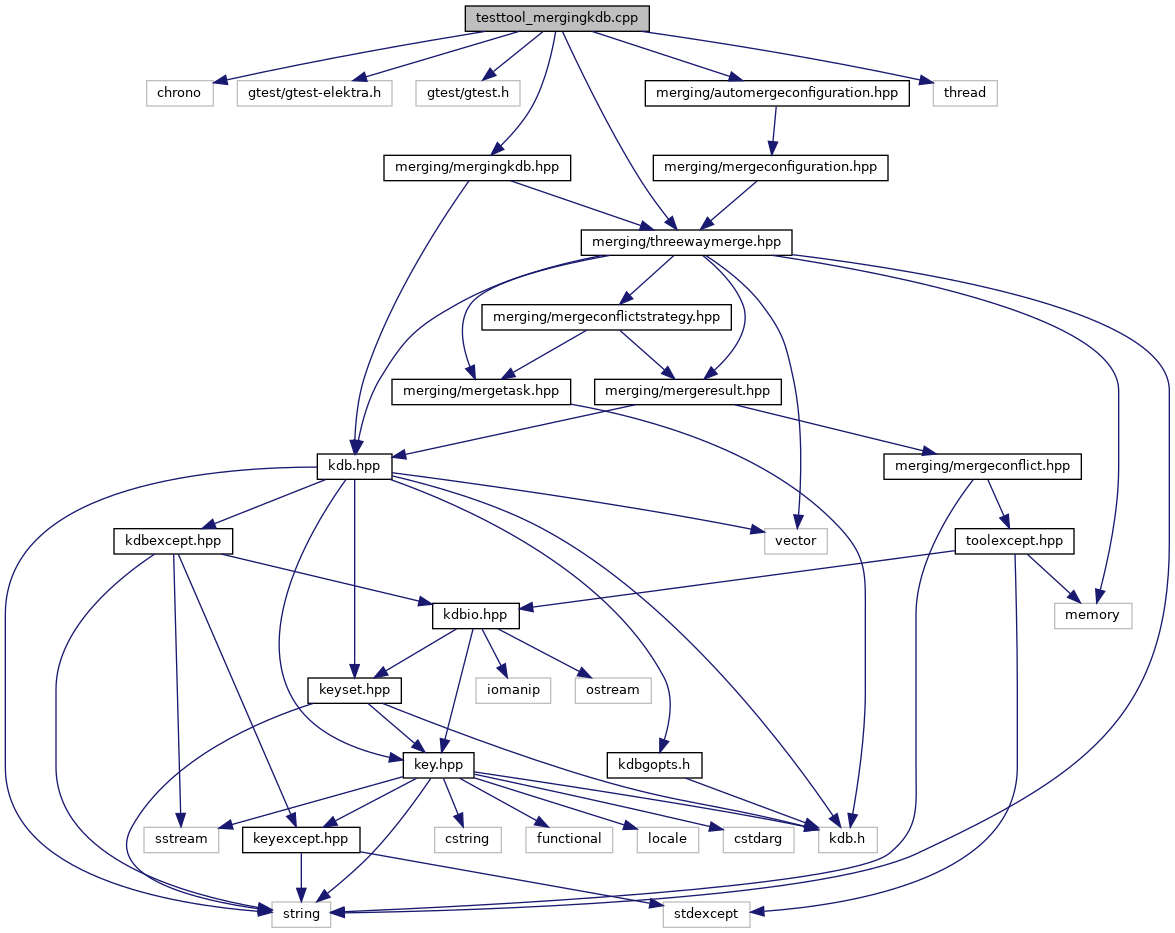 testtool_mergingkdb.cpp
chrono
gtest/gtest-elektra.h
gtest/gtest.h
merging/automergeconfiguration.hpp
thread
merging/mergingkdb.hpp
merging/mergeconfiguration.hpp
merging/threewaymerge.hpp
merging/mergeconflictstrategy.hpp
merging/mergetask.hpp
merging/mergeresult.hpp
kdb.hpp
merging/mergeconflict.hpp
kdbexcept.hpp
vector
toolexcept.hpp
kdbio.hpp
memory
keyset.hpp
iomanip
ostream
key.hpp
kdbgopts.h
sstream
keyexcept.hpp
cstring
functional
locale
cstdarg
kdb.h
string
stdexcept